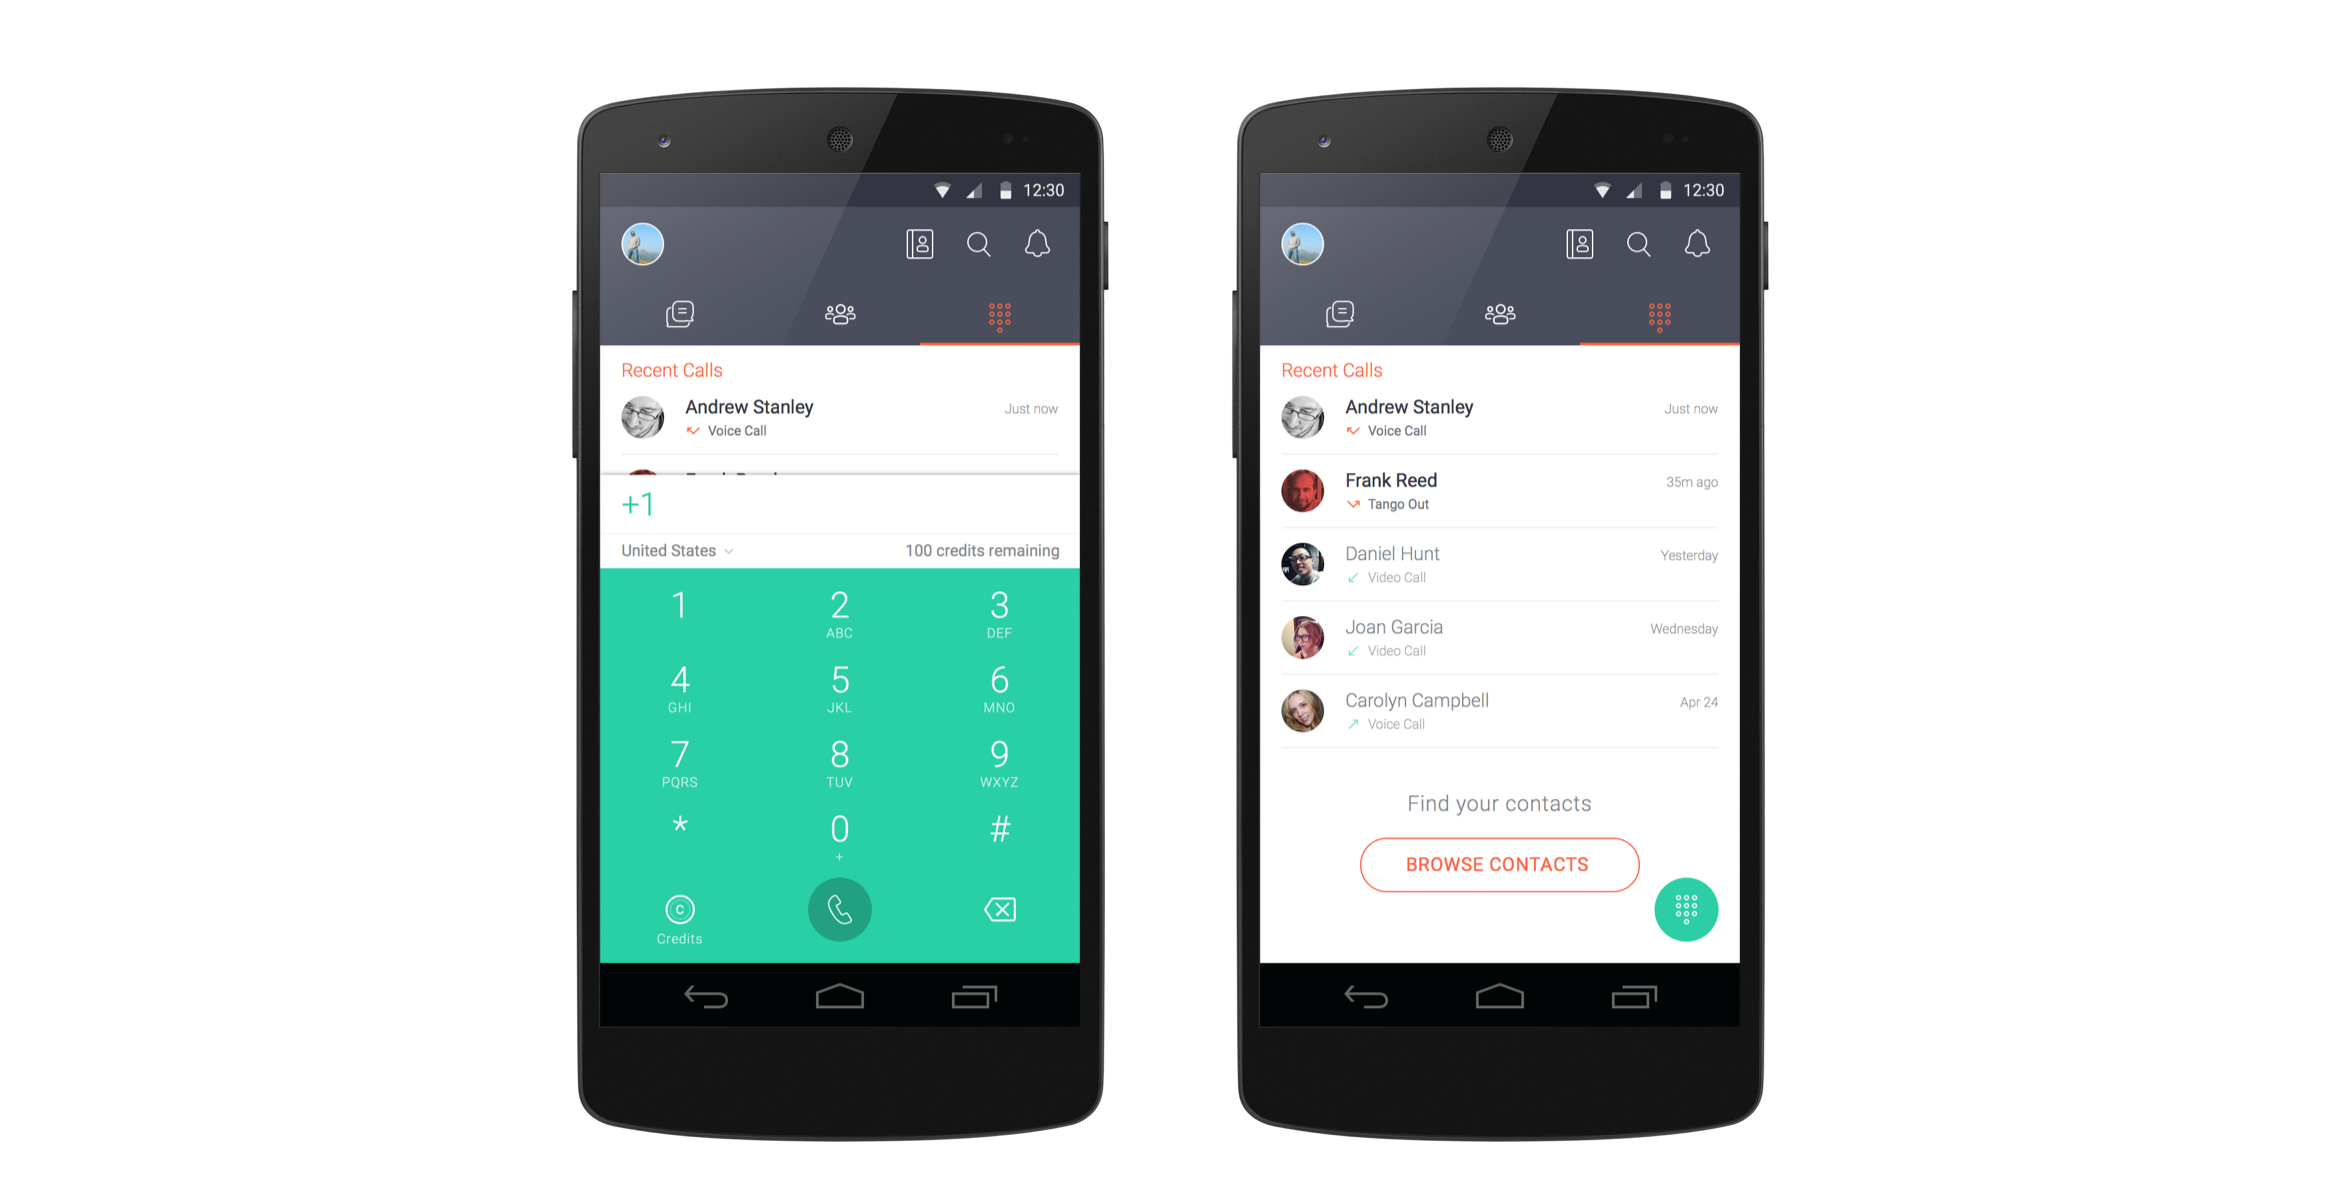 12:30
Recent Calls
Andrew Stanley
Just now
Voice Call
+1
United States
100 credits remaining
1
2
3
ABC
DEF
4
5
6
GHI
JKL
MNO
7
8
9
PQRS
TUV
WXYZ
*
0
#
+
C
Credits
12:30
Recent Calls
Andrew Stanley
Just now
Voice Call
Frank Reed
35m ago
Tango Out
Daniel Hunt
Yesterday
Video Call
Joan Garcia
Wednesday
Video Call
Carolyn Campbell
Apr 24
Voice Call
Find your contacts
BROWSE CONTACTS